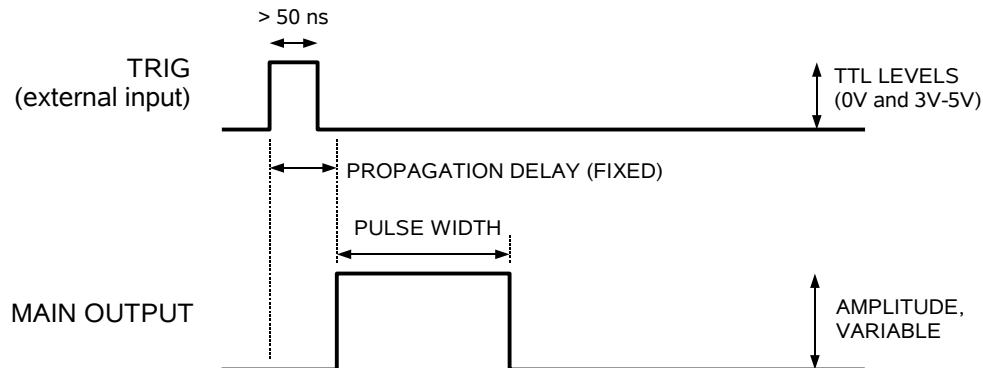 > 50 ns
TRIG
(external input)
TTL LEVELS
(0V and 3V-5V)
PROPAGATION DELAY (FIXED)
PULSE WIDTH
MAIN OUTPUT
AMPLITUDE,
VARIABLE